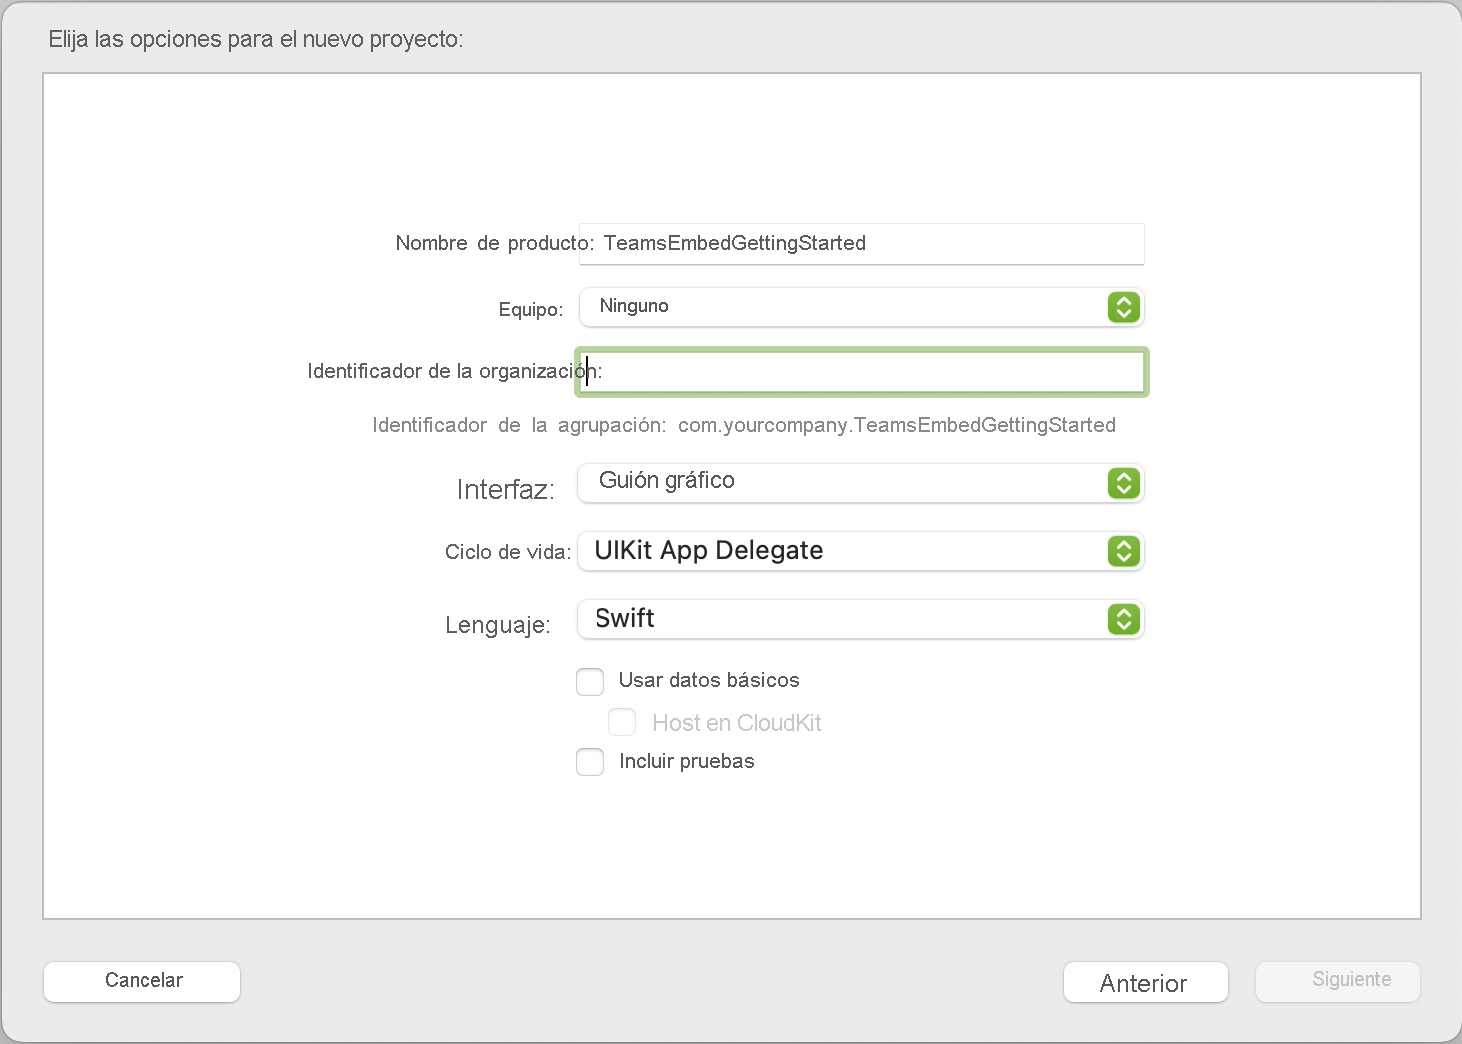 Elija las opciones para el nuevo proyecto:
Nombre de producto: TeamsEmbedGettingStarted
Equipo: Ninguno
Identificador de la organización:
Identificador de la agrupación: com.yourcompany.TeamsEmbedGettingStarted
Interfaz: Guión gráfico
Ciclo de vida: UIKit App Delegate
Lenguaje: Swift
Usar datos básicos
Host en CloudKit
Incluir pruebas
Cancelar Anterior Siguiente